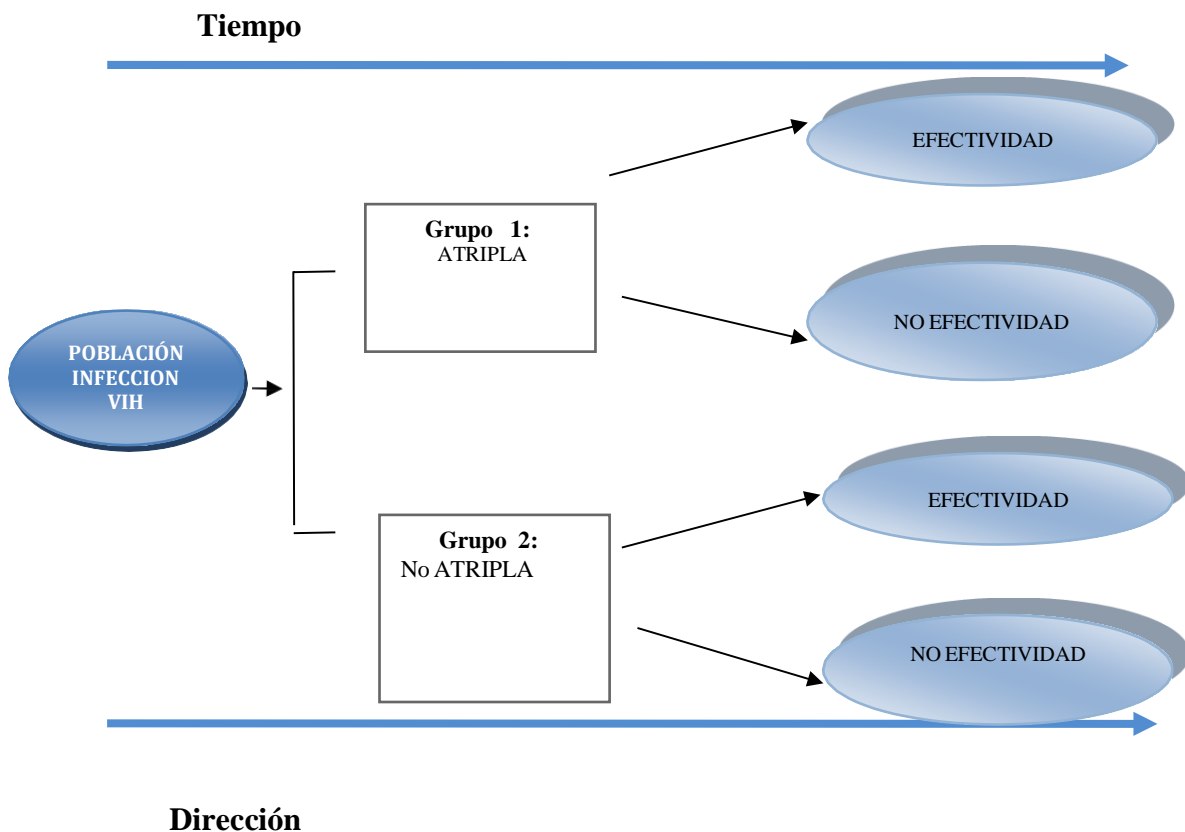 Tiempo
EFECTIVIDAD
Grupo 1:
ATRIPLA
NO EFECTIVIDAD
POBLACIÓN
INFECCION
VIH
EFECTIVIDAD
Grupo 2:
No ATRIPLA
NO EFECTIVIDAD
Dirección